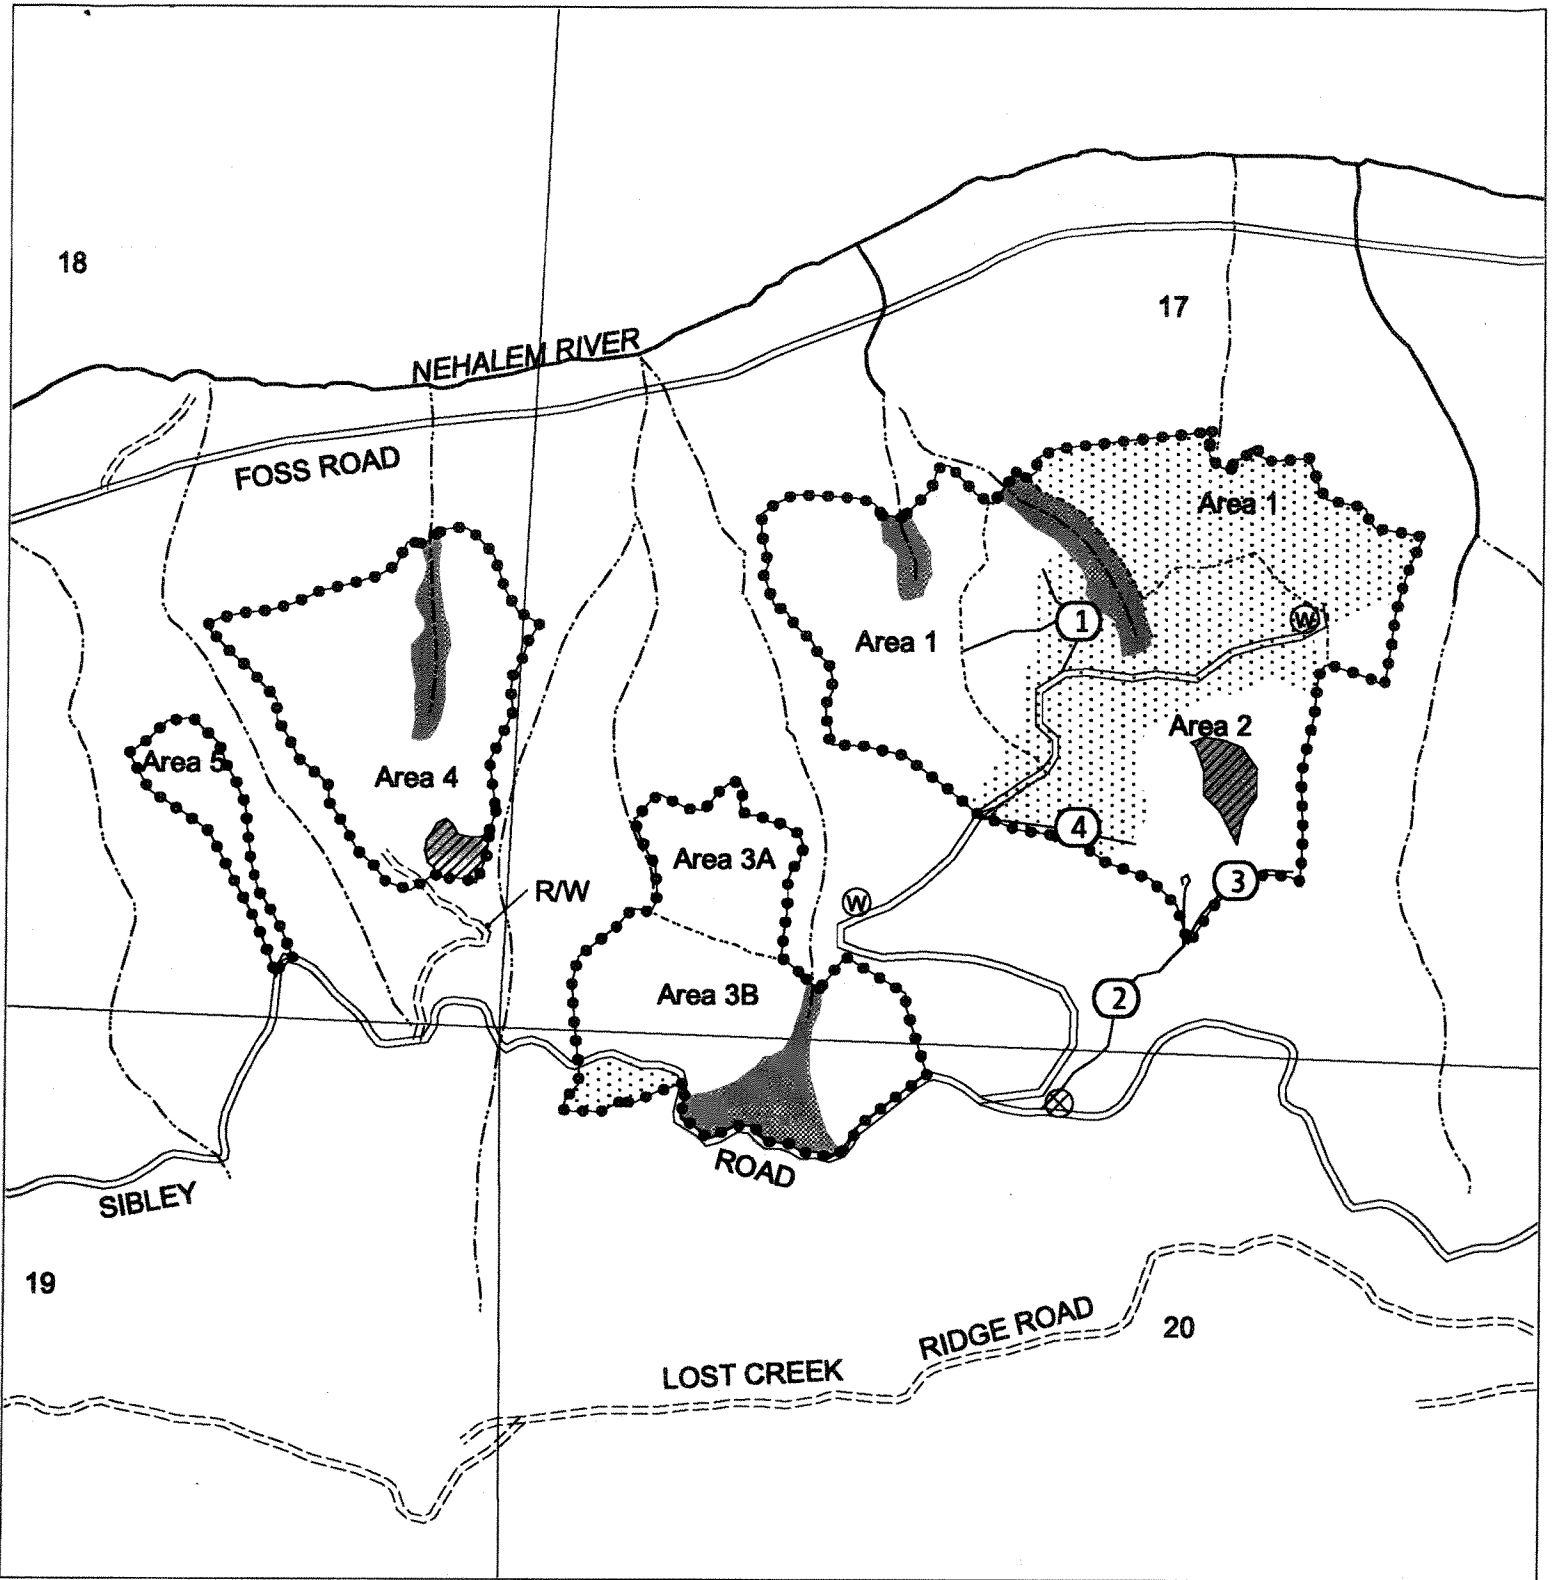 18
17
NEHALEM RIVER
FOSS ROAD
Area 1
W
1
Area 1
Area 2
Area 5
Area 4
4
Area 3A
3
R/W
W
Area 3B
2
ROAD
SIBLEY
19
RIDGE ROAD
20
LOST CREEK